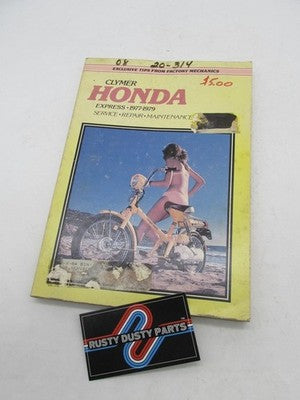 08 20-314
EXCLUSIVE TIPS FROM FACTORY MECHANICS
CLYMER
15.00
HONDA
EXPRESS • 1977-1979
SERVICE • REPAIR • MAINTENANCE
RUSTY DUSTY PARTS